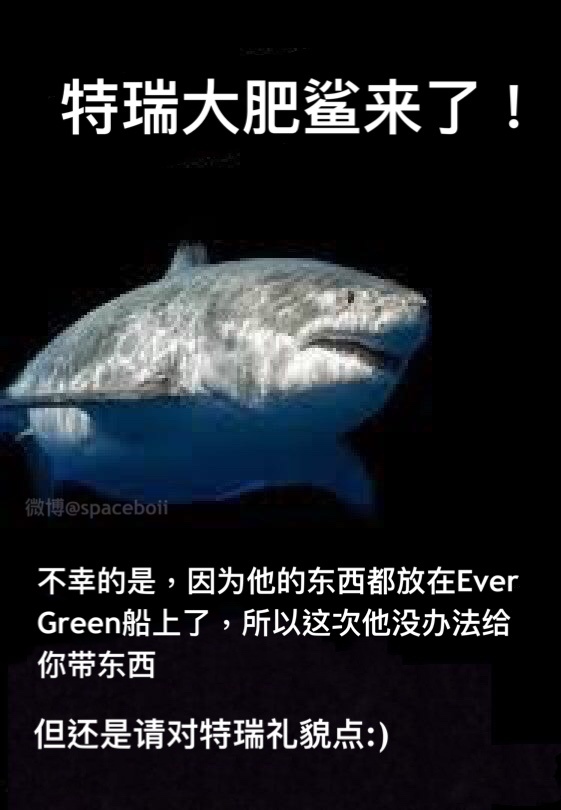 特瑞大肥鲨来了！
微博@spaceboii
不幸的是，因为他的东西都放在Ever
Green船上了，所以这次他没办法给
你带东西
但还是请对特瑞礼貌点:)